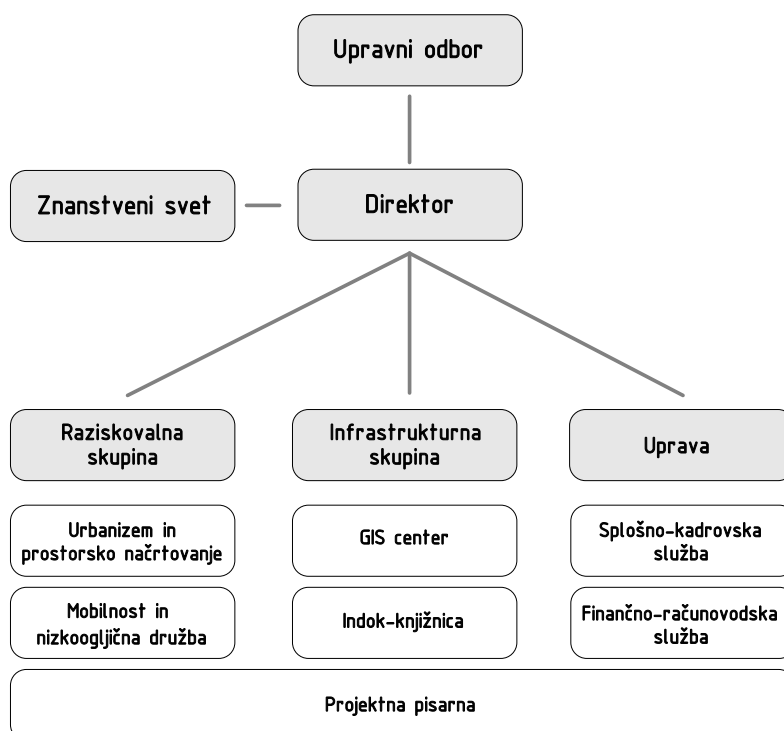 Upravni odbor
Znanstveni svet
Direktor
Raziskovalna
skupina
Infrastrukturna
skupina
Uprava
Urbanizem in
prostorsko načrtovanje
GIS center
Splošno-kadrovska
služba
Mobilnost in
nizkoogljična družba
Indok-knjižnica
Finančno-računovodska
služba
Projektna pisarna